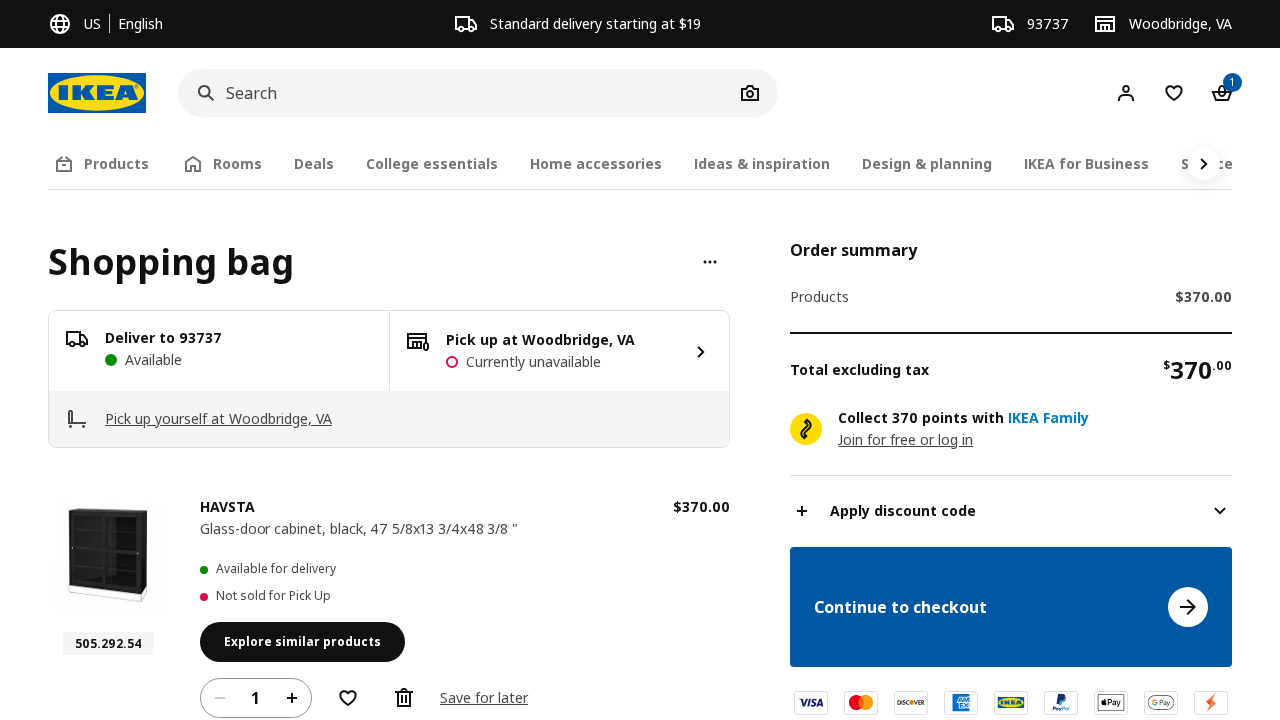 US English
Standard delivery starting at $19
93737
Woodbridge, VA
IKEA
Search
1
Products
Rooms
Deals
College essentials
Home accessories
Ideas & inspiration
Design & planning
IKEA for Business
Shopping bag
Deliver to 93737
Available
Pick up at Woodbridge, VA
Currently unavailable
Pick up yourself at Woodbridge, VA
HAVSTA
$370.00
Glass-door cabinet, black, 47 5/8x13 3/4x48 3/8 "
Available for delivery
Not sold for Pick Up
505.292.54
Explore similar products
1
Save for later
Order summary
Products $370.00
Total excluding tax $370.00
Collect 370 points with IKEA Family
Join for free or log in
Apply discount code
Continue to checkout
VISA
DISCOVER
AM EX
IKEA
PayPal
Pay
G Pay